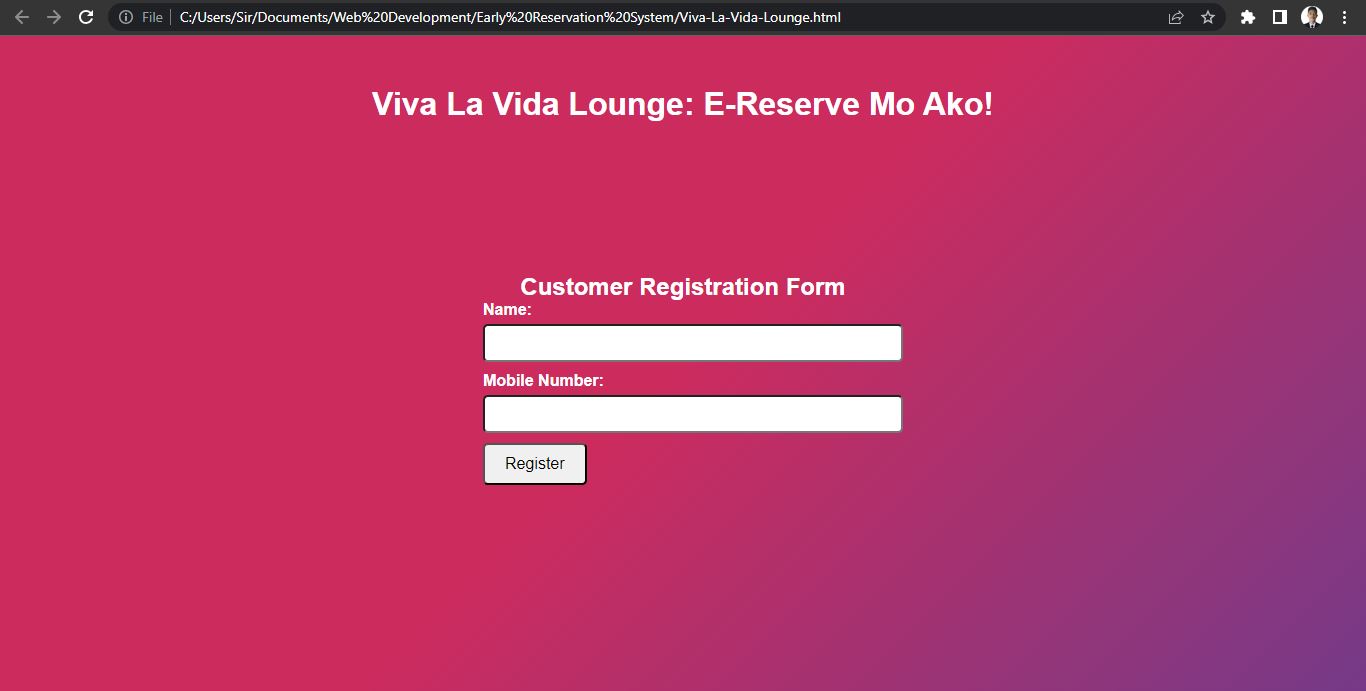 File C:/Users/Sir/Documents/Web%20Development/Early%20Reservation%20System/Viva-La-Vida-Lounge.html
Viva La Vida Lounge: E-Reserve Mo Ako!
Customer Registration Form
Name:
Mobile Number:
Register